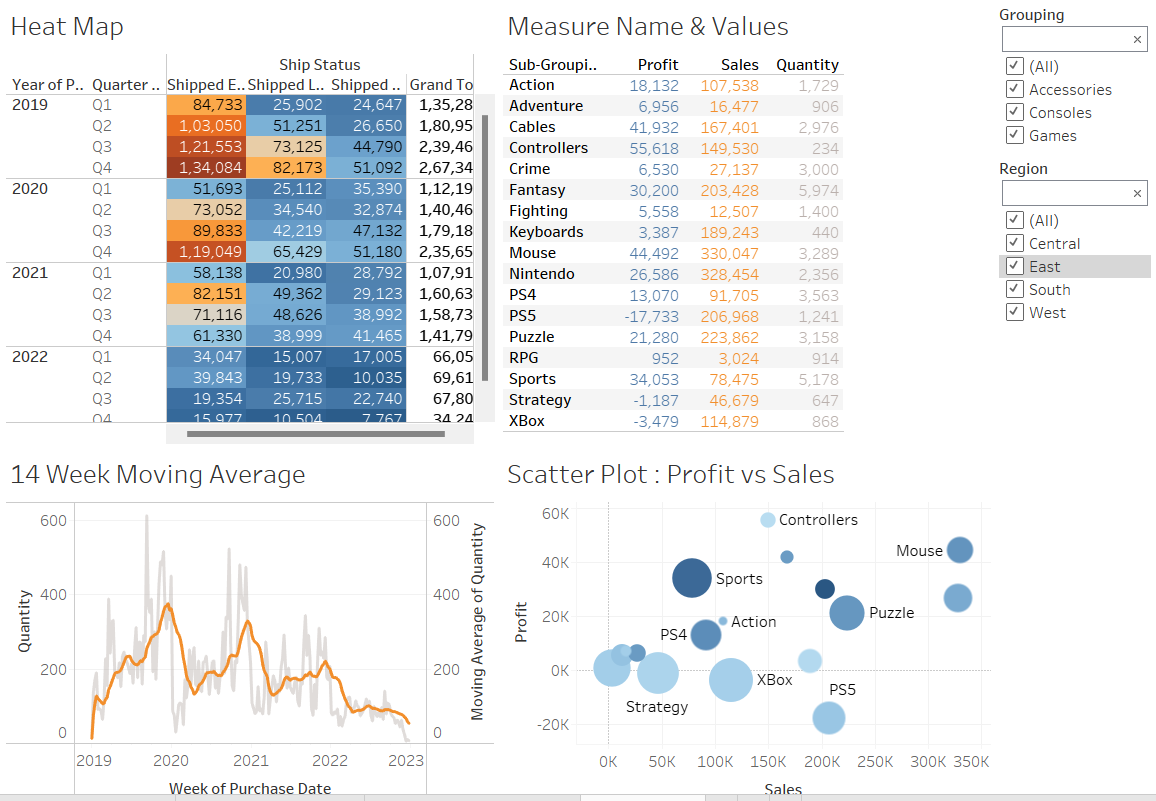 Heat Map
Ship Status
Year of P.. Quarter .. Shipped E.. Shipped L.. Shipped .. Grand To
2019 Q1 84,733 25,902 24,647 1,35,28
Q2 1,03,050 51,251 26,650 1,80,95
Q3 1,21,553 73,125 44,790 2,39,46
Q4 1,34,084 82,173 51,092 2,67,34
2020 Q1 51,693 25,112 35,390 1,12,19
Q2 73,052 34,540 32,874 1,40,46
Q3 89,833 42,219 47,132 1,79,18
Q4 1,19,049 65,429 51,180 2,35,65
2021 Q1 58,138 20,980 28,792 1,07,91
Q2 82,151 49,362 29,123 1,60,63
Q3 71,116 48,626 38,992 1,58,73
Q4 61,330 38,999 41,465 1,41,79
2022 Q1 34,047 15,007 17,005 66,05
Q2 39,843 19,733 10,035 69,61
Q3 19,354 25,715 22,740 67,80
Q4 15,977 10,504 7,767 34,24
Measure Name & Values
Sub-Groupi.. Profit Sales Quantity
Action 18,132 107,538 1,729
Adventure 6,956 16,477 906
Cables 41,932 167,401 2,976
Controllers 55,618 149,530 234
Crime 6,530 27,137 3,000
Fantasy 30,200 203,428 5,974
Fighting 5,558 12,507 1,400
Keyboards 3,387 189,243 440
Mouse 44,492 330,047 3,289
Nintendo 26,586 328,454 2,356
PS4 13,070 91,705 3,563
PS5 -17,733 206,968 1,241
Puzzle 21,280 223,862 3,158
RPG 952 3,024 914
Sports 34,053 78,475 5,178
Strategy -1,187 46,679 647
XBox -3,479 114,879 868
Grouping
(All)
Accessories
Consoles
Games
Region
(All)
Central
East
South
West
14 Week Moving Average
600
400
200
0
Quantity
600
400
200
0
Moving Average of Quantity
2019 2020 2021 2022 2023
Week of Purchase Date
Scatter Plot : Profit vs Sales
60K
40K
20K
0K
-20K
Profit
Controllers
Mouse
Sports
Puzzle
Action
PS4
XBox
PS5
Strategy
0K 50K 100K 150K 200K 250K 300K 350K
Sales